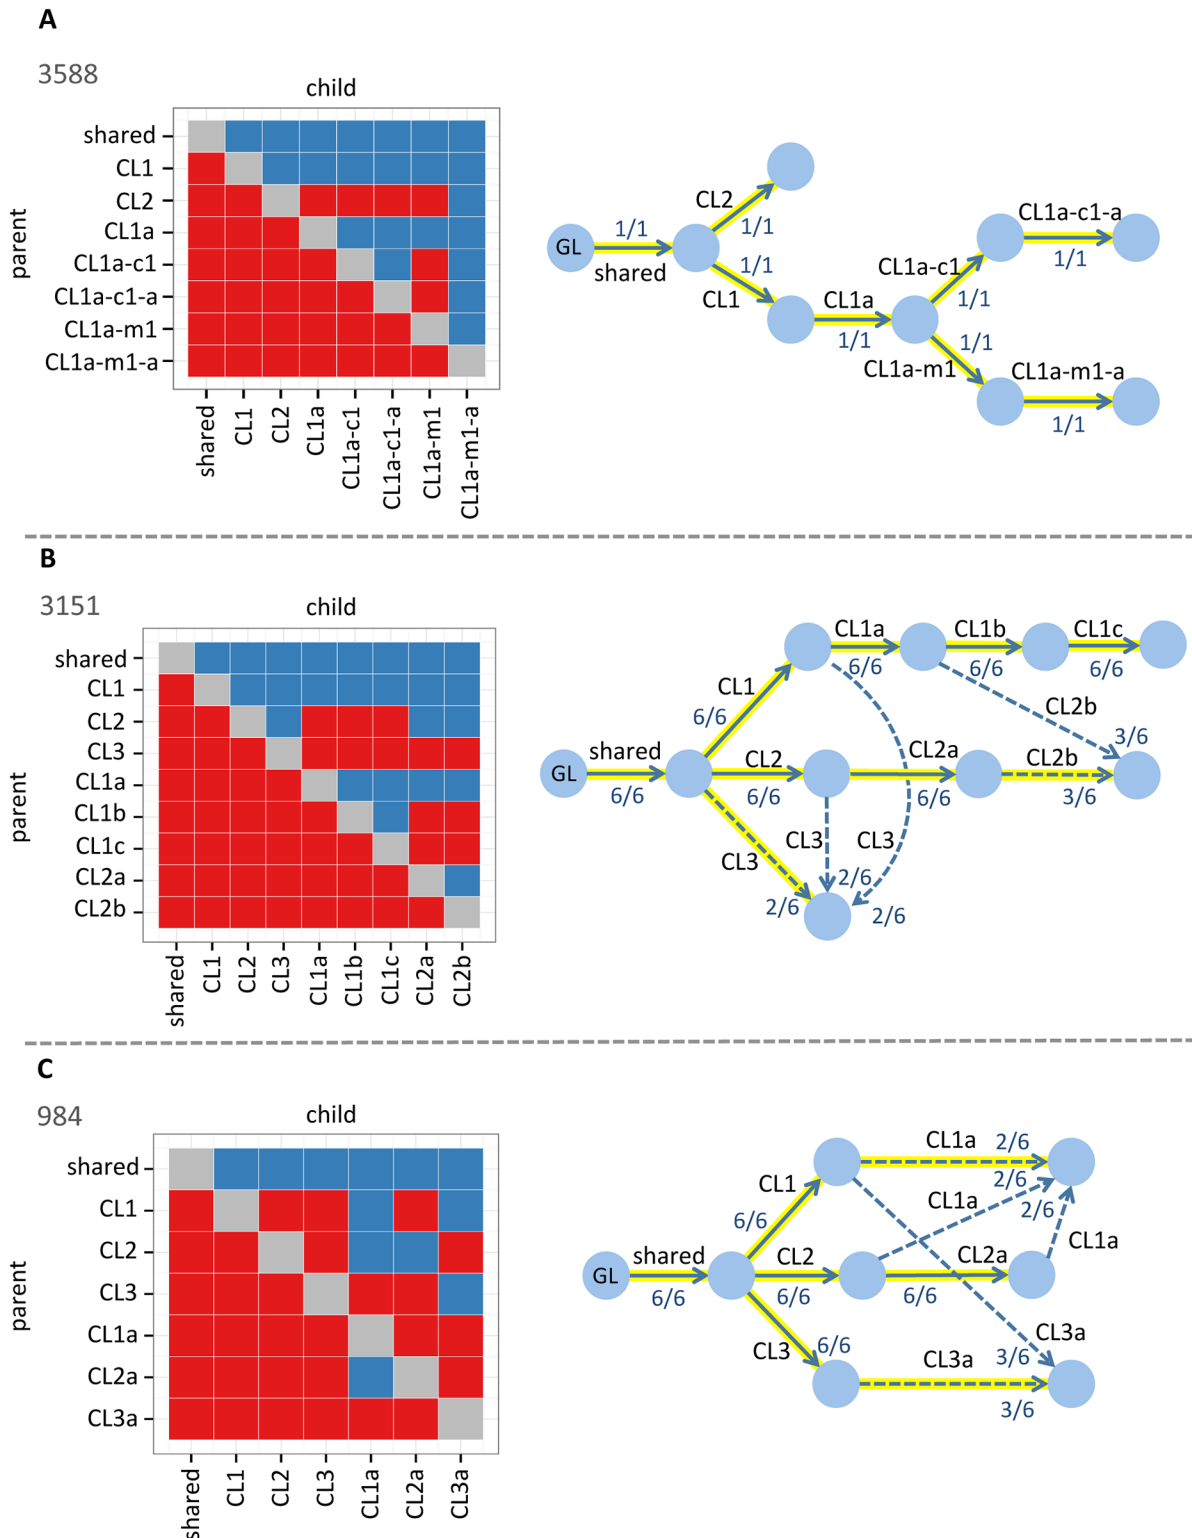 A
3588
child
parent
shared
CL1
CL2
CL1a
CL1a-c1
CL1a-c1-a
CL1a-m1
CL1a-m1-a
shared
CL1
CL2
CL1a
CL1a-c1
CL1a-c1-a
CL1a-m1
CL1a-m1-a
GL
1/1
shared
CL2
1/1
1/1
CL1
CL1a
1/1
CL1a-c1
1/1
CL1a-c1-a
1/1
1/1
CL1a-m1
CL1a-m1-a
1/1
B
3151
child
parent
shared
CL1
CL2
CL3
CL1a
CL1b
CL1c
CL2a
CL2b
shared
CL1
CL2
CL3
CL1a
CL1b
CL1c
CL2a
CL2b
GL
shared
6/6
CL1
6/6
CL1a
6/6
CL1b
6/6
CL1c
6/6
CL2b
3/6
CL2
6/6
CL2a
6/6
CL2b
3/6
CL3
2/6
CL3
2/6
CL3
2/6
C
984
child
parent
shared
CL1
CL2
CL3
CL1a
CL2a
CL3a
shared
CL1
CL2
CL3
CL1a
CL2a
CL3a
GL
shared
6/6
CL1
6/6
CL1a
2/6
CL1a
2/6
2/6
CL1a
CL2
6/6
CL2a
6/6
CL3
6/6
CL3a
3/6
CL3a
3/6